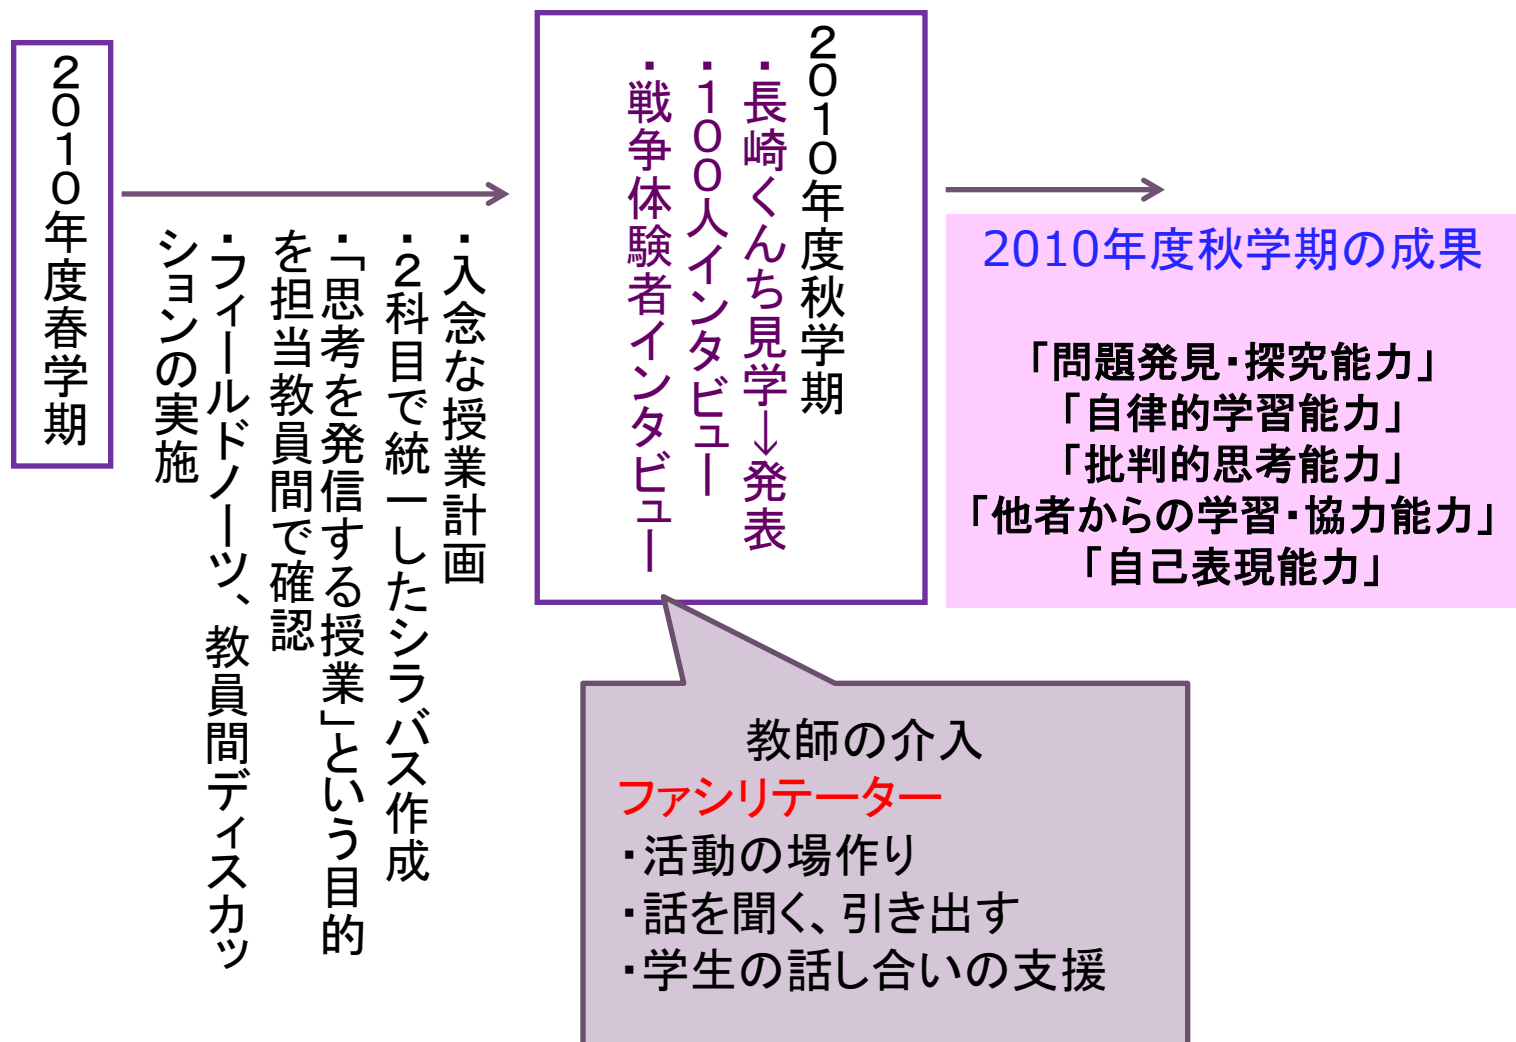 ２０１０年度春学期
・入念な授業計画
・２科目で統一したシラバス作成
・「思考を発信する授業」という目的
を担当教員間で確認
・フィールドノーツ、教員間ディスカッ
ションの実施
２０１０年度秋学期
・長崎くんち見学→発表
・１００人インタビュー
・戦争体験者インタビュー
2010年度秋学期の成果
「問題発見・探究能力」
「自律的学習能力」
「批判的思考能力」
「他者からの学習・協力能力」
「自己表現能力」
教師の介入
ファシリテーター
・活動の場作り
・話を聞く、引き出す
・学生の話し合いの支援